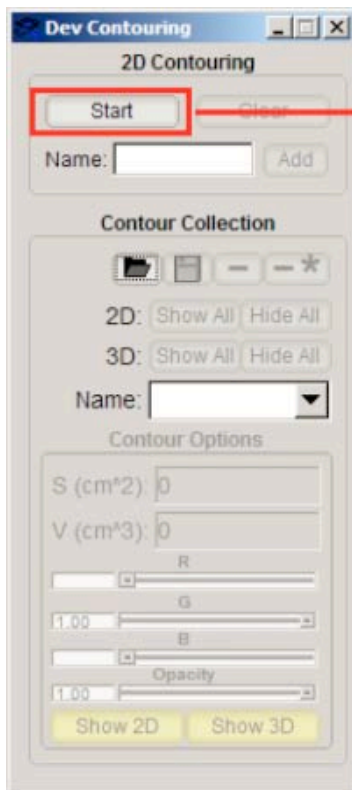 Dev Contouring
2D Contouring
Start Clear
Name: Add
Contour Collection
2D: Show All Hide All
3D: Show All Hide All
Name:
Contour Options
S (cm^2): 0
V (cm^3): 0
R
G
1.00
B
Opacity
1.00
Show 2D Show 3D